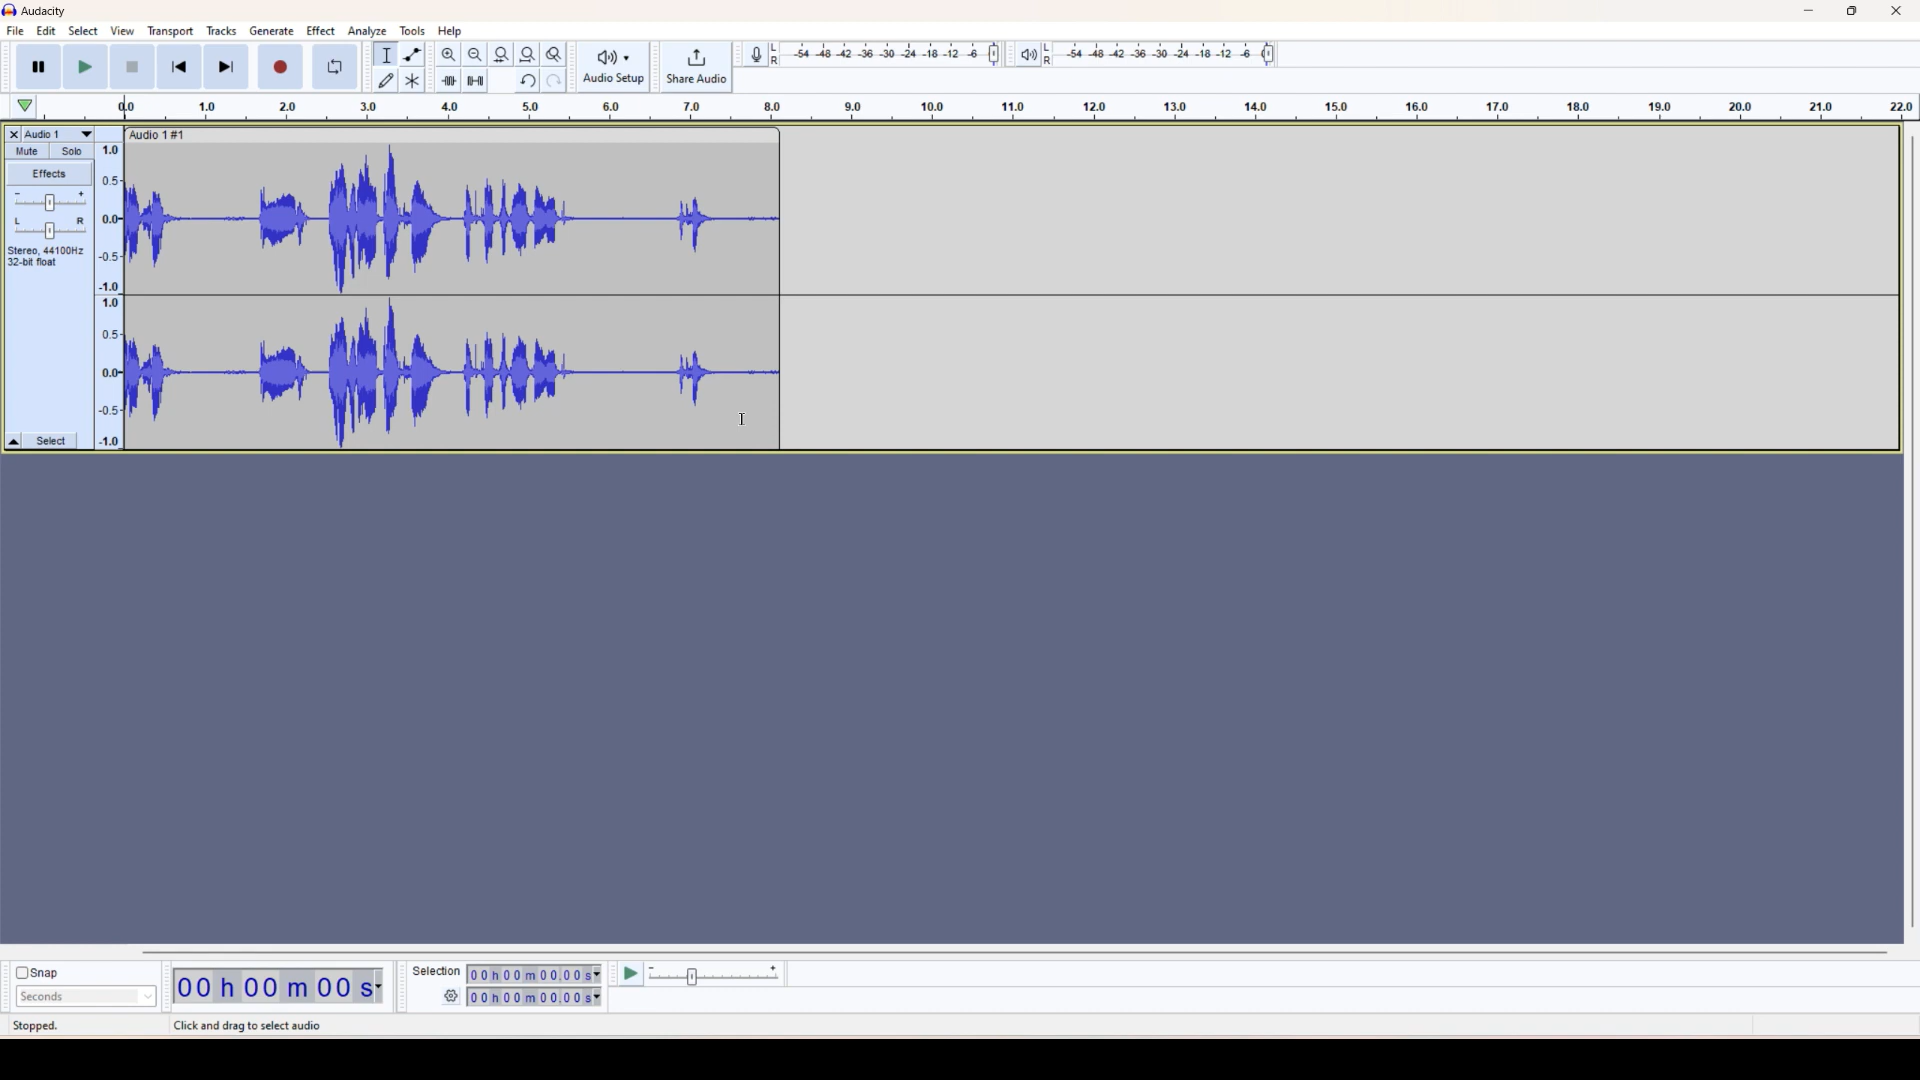 Audacity
File Edit Select View Transport Tracks Generate Effect Analyze Tools Help
Audio Setup
Share Audio
L
R
-54 -48 -42 -36 -30 -24 -18 -12 -6 0
L
R
-54 -48 -42 -36 -30 -24 -18 -12 -6 0
0.0 1.0 2.0 3.0 4.0 5.0 6.0 7.0 8.0 9.0 10.0 11.0 12.0 13.0 14.0 15.0 16.0 17.0 18.0 19.0 20.0 21.0 22.0
Audio 1
Audio 1 #1
Mute Solo
Effects
- +
L R
Stereo, 44100Hz
32-bit float
Select
1.0
0.5
0.0
-0.5
-1.0
1.0
0.5
0.0
-0.5
-1.0
Snap
Seconds
00 h 00 m 00 s
Selection
00 h 00 m 00.00 s
00 h 00 m 00.00 s
- +
Stopped.
Click and drag to select audio